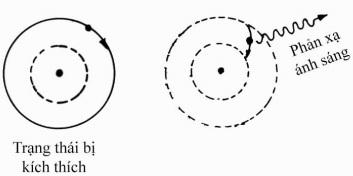 Trạng thái bị
kích thích
Phản xạ
ánh sáng